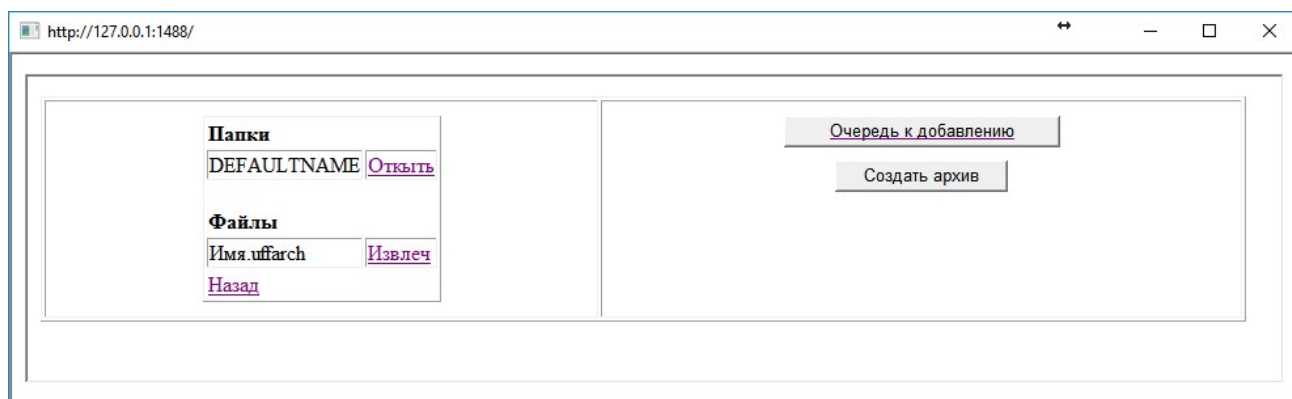 http://127.0.0.1:1488/
Папки
DEFAULTNAME Откыть
Файлы
Имя.uffarch Извлеч
Назад
Очередь к добавлению
Создать архив